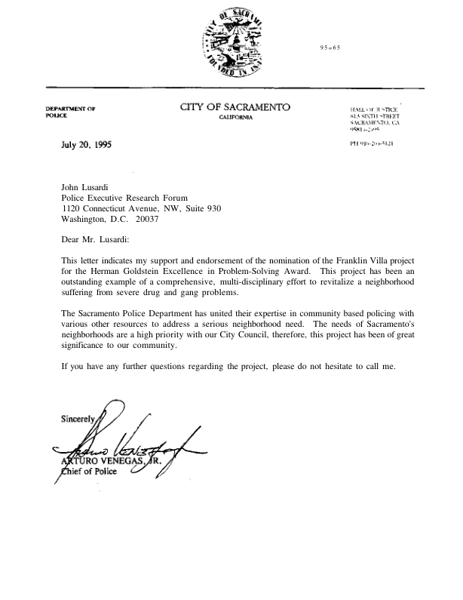 CITY OF SACRAME
FOUNDED IN
95-65
DEPARTMENT OF
POLICE
CITY OF SACRAMENTO
CALIFORNIA
HALL OF JUSTICE
813 SIXTH STREET
SACRAMENTO, CA
July 20, 1995
John Lusardi
Police Executive Research Forum
1120 Connecticut Avenue, NW, Suite 930
Washington, D.C. 20037
Dear Mr. Lusardi:
This letter indicates my support and endorsement of the nomination of the Franklin Villa project
for the Herman Goldstein Excellence in Problem-Solving Award. This project has been an
outstanding example of a comprehensive, multi-disciplinary effort to revitalize a neighborhood
suffering from severe drug and gang problems.
The Sacramento Police Department has united their expertise in community based policing with
various other resources to address a serious neighborhood need. The needs of Sacramento's
neighborhoods are a high priority with our City Council, therefore, this project has been of great
significance to our community.
If you have any further questions regarding the project, please do not hesitate to call me.
Sincerely,
ARTURO VENEGAS, JR.
Chief of Police